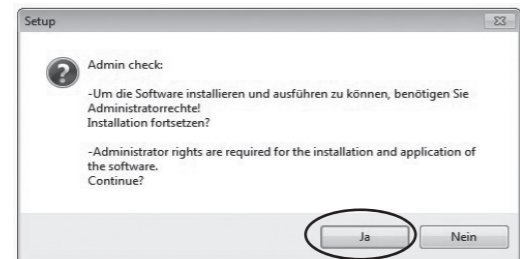 Setup
Admin check:
-Um die Software installieren und ausführen zu können, benötigen Sie
Administratorrechte!
Installation fortsetzen?
-Administrator rights are required for the installation and application of
the software.
Continue?
Ja
Nein